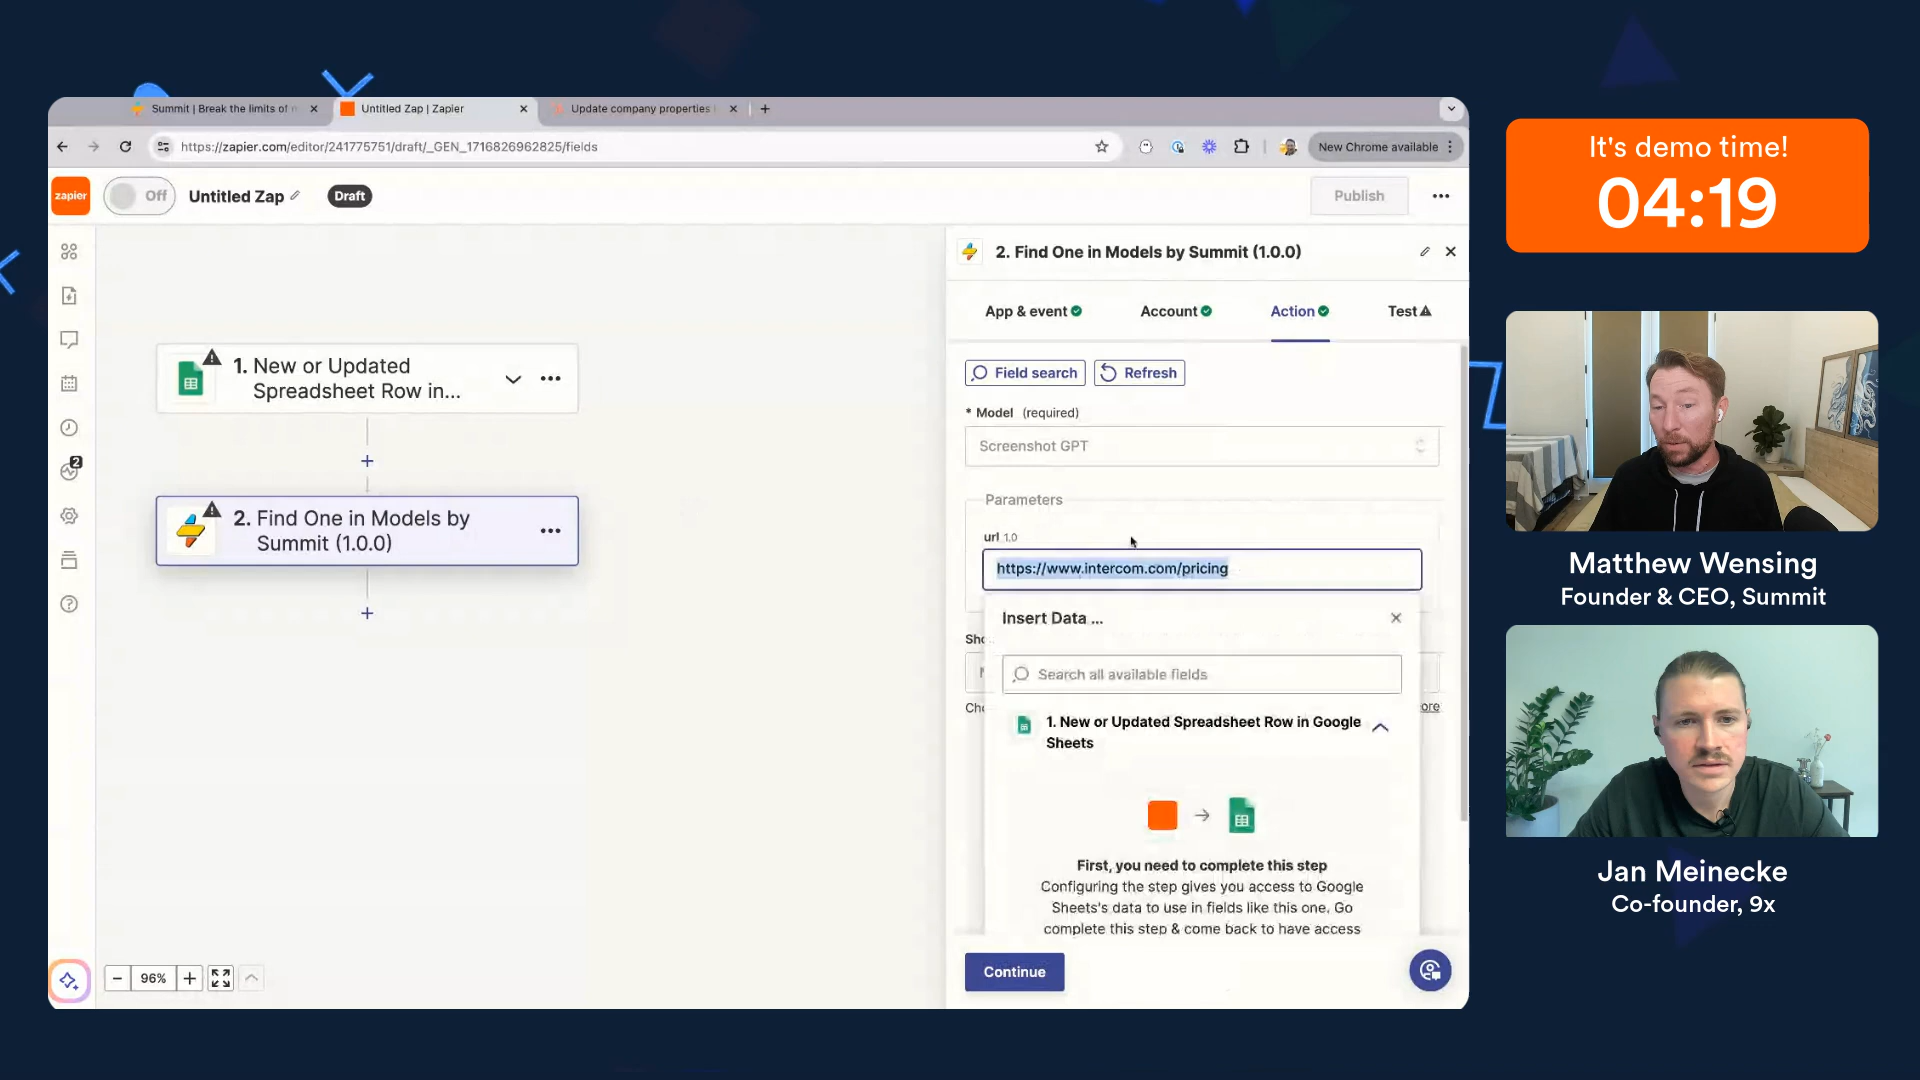 Summit | Break the limits of
Untitled Zap | Zapier
Update company properties
https://zapier.com/editor/241775751/draft/_GEN_1716826962825/fields
New Chrome available
zapier
Off
Untitled Zap
Draft
Publish
1. New or Updated
Spreadsheet Row in...
2. Find One in Models by
Summit (1.0.0)
2
96%
2. Find One in Models by Summit (1.0.0)
App & event
Account
Action
Test
Field search
Refresh
* Model (required)
Screenshot GPT
Parameters
url 1.0
https://www.intercom.com/pricing
Insert Data ...
Sho
Search all available fields
Cho
ore
1. New or Updated Spreadsheet Row in Google
Sheets
First, you need to complete this step
Configuring the step gives you access to Google
Sheets's data to use in fields like this one. Go
complete this step & come back to have access
Continue
It's demo time!
04:19
Matthew Wensing
Founder & CEO, Summit
Jan Meinecke
Co-founder, 9x